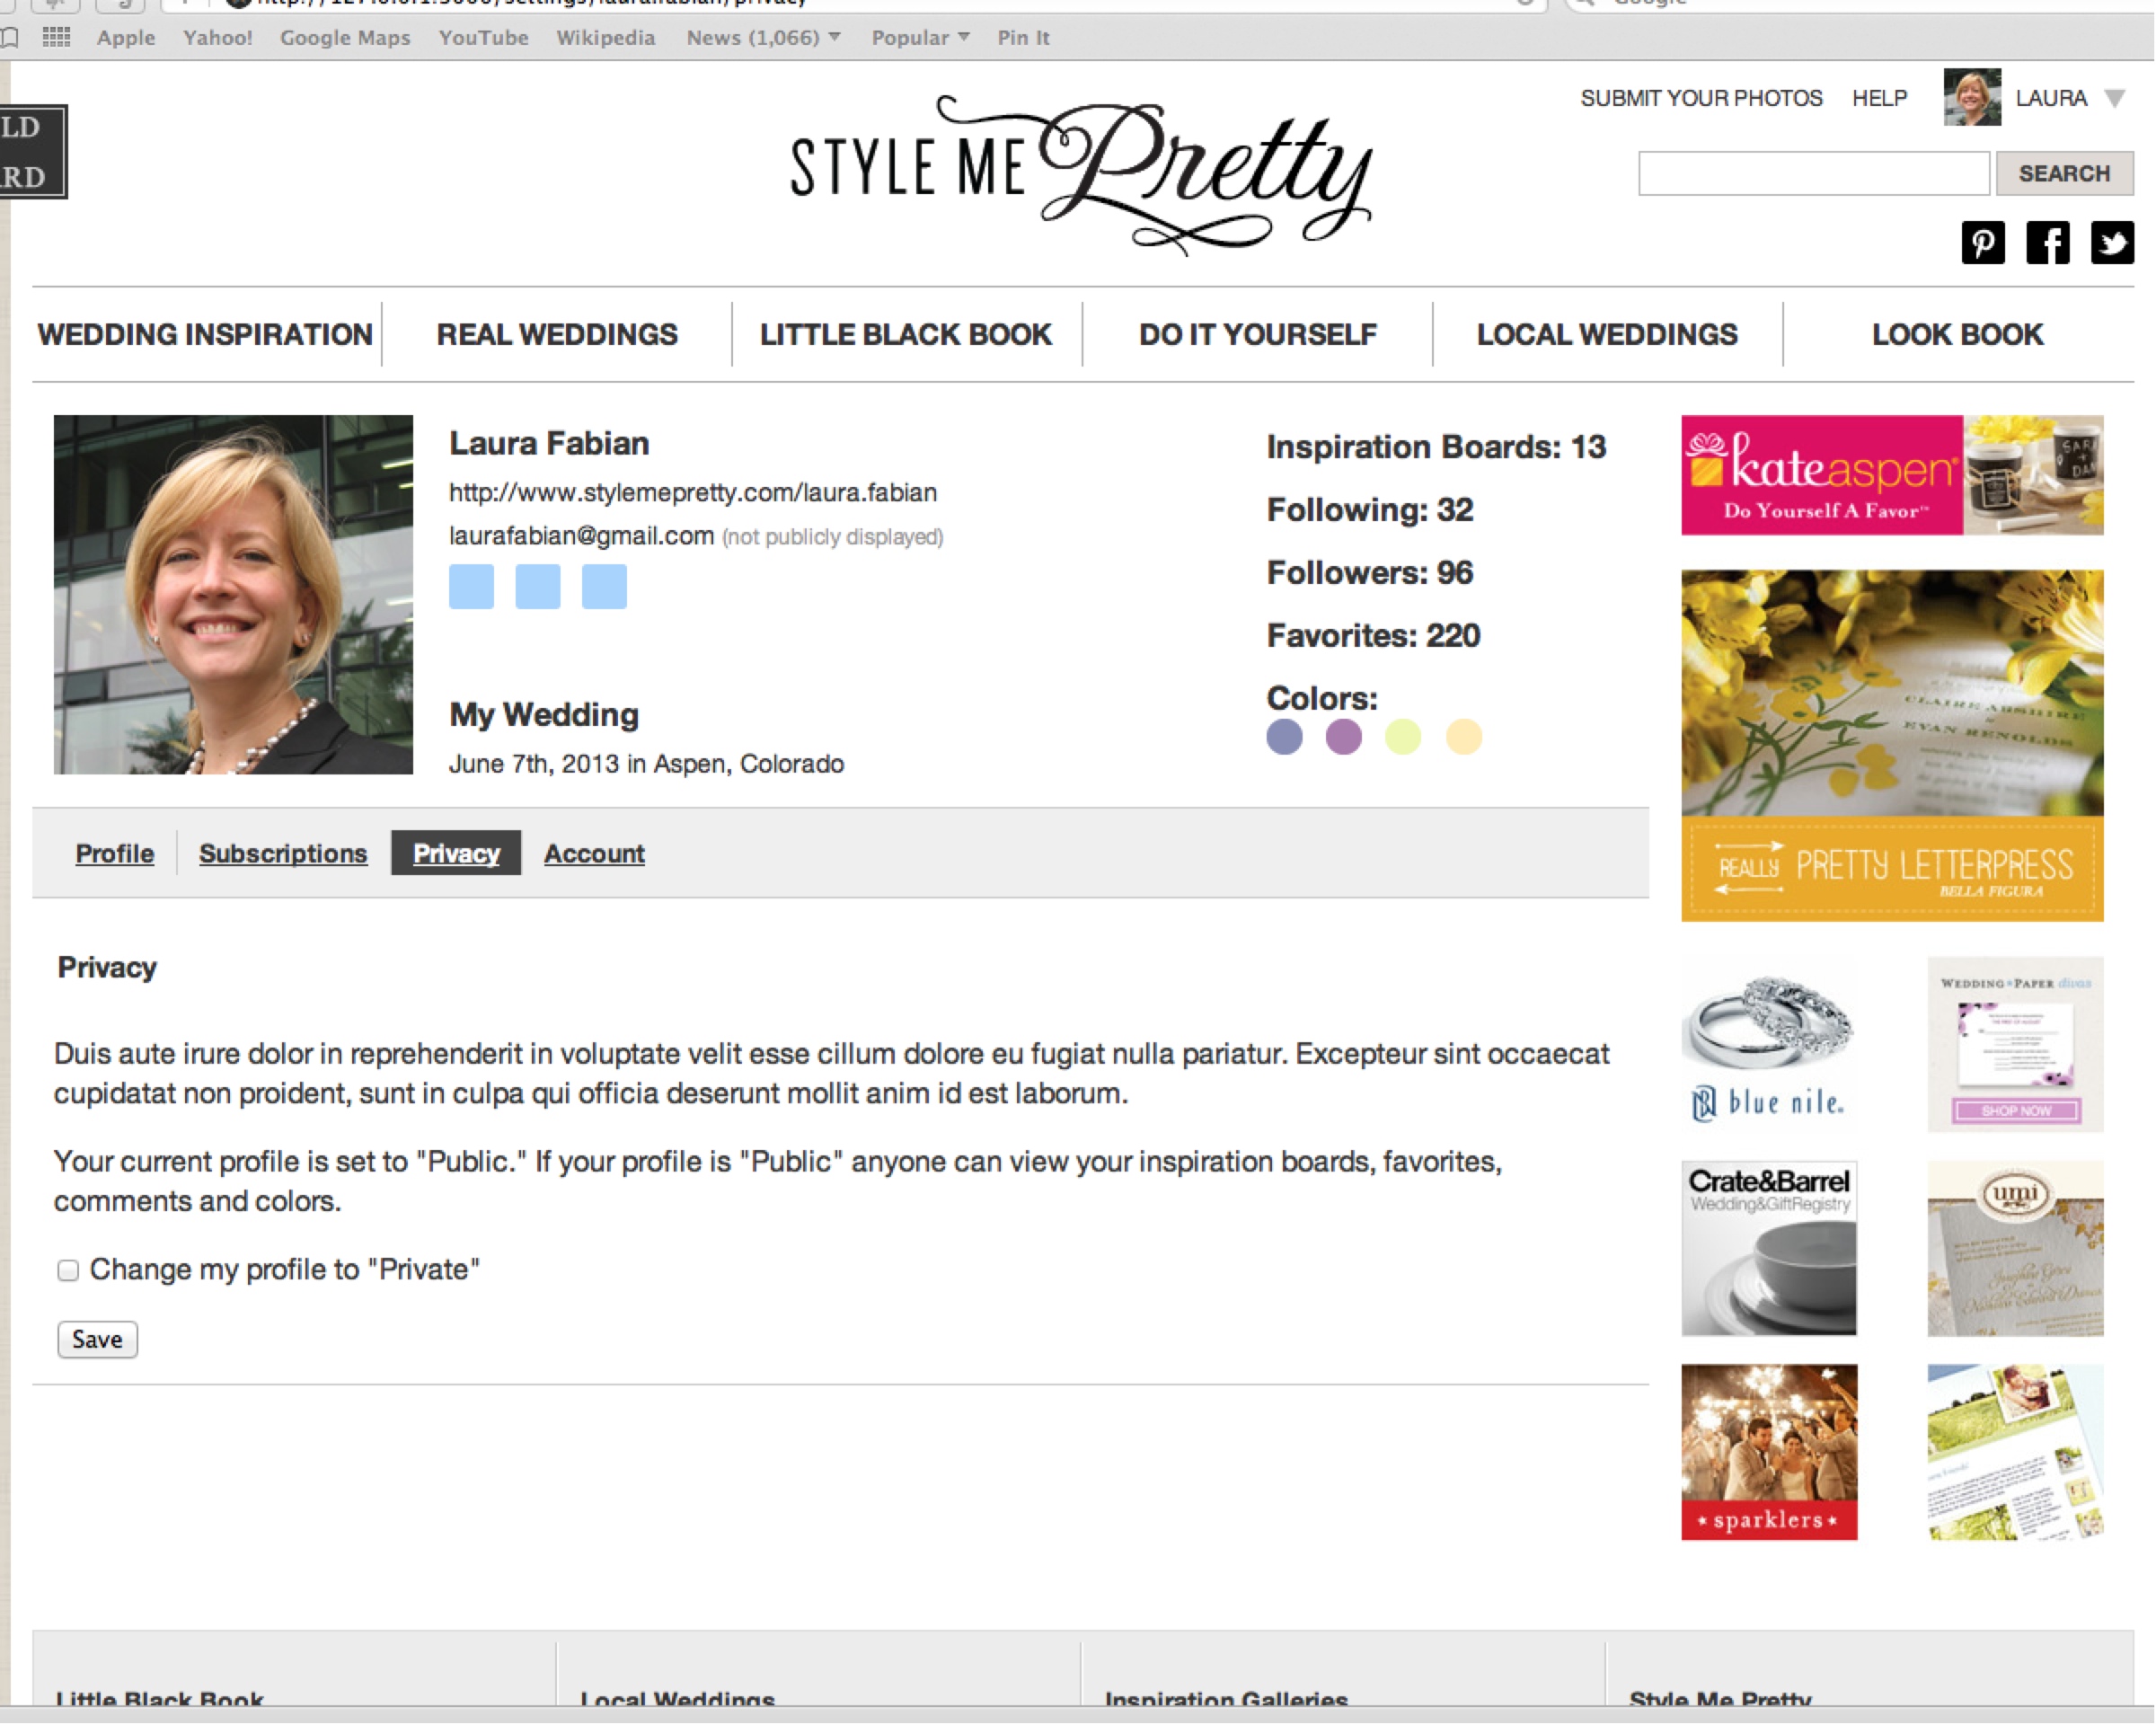 Apple Yahoo! Google Maps YouTube Wikipedia News (1,066) Popular Pin It
LD
RD
STYLE ME Pretty
SUBMIT YOUR PHOTOS HELP LAURA
SEARCH
WEDDING INSPIRATION REAL WEDDINGS LITTLE BLACK BOOK DO IT YOURSELF LOCAL WEDDINGS LOOK BOOK
Laura Fabian
http://www.stylemepretty.com/laura.fabian
laurafabian@gmail.com (not publicly displayed)
My Wedding
June 7th, 2013 in Aspen, Colorado
Inspiration Boards: 13
Following: 32
Followers: 96
Favorites: 220
Colors:
Profile Subscriptions Privacy Account
Privacy
Duis aute irure dolor in reprehenderit in voluptate velit esse cillum dolore eu fugiat nulla pariatur. Excepteur sint occaecat
cupidatat non proident, sunt in culpa qui officia deserunt mollit anim id est laborum.
Your current profile is set to "Public." If your profile is "Public" anyone can view your inspiration boards, favorites,
comments and colors.
Change my profile to "Private"
Save
kateaspen
Do Yourself A Favor™
CLAIRE ABSHIRE
EVAN RENOLDS
REALLY PRETTY LETTERPRESS
BELLA FIGURA
blue nile.
WEDDING PAPER divas
SHOP NOW
Crate&Barrel
Wedding&GiftRegistry
umi
sparklers
Little Black Book Local Weddings Inspiration Galleries Style Me Pretty